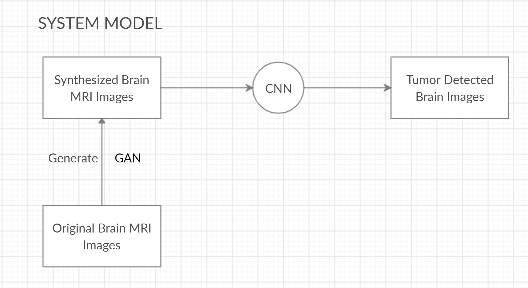 SYSTEM MODEL
Synthesized Brain
MRI Images
CNN
Tumor Detected
Brain Images
Generate GAN
Original Brain MRI
Images